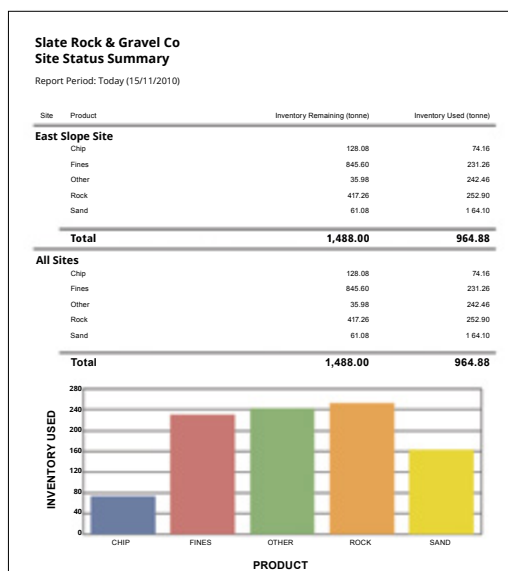 Slate Rock & Gravel Co
Site Status Summary
Report Period: Today (15/11/2010)
Site Product Inventory Remaining (tonne) Inventory Used (tonne)
East Slope Site
Chip 128.08 74.16
Fines 845.60 231.26
Other 35.98 242.46
Rock 417.26 252.90
Sand 61.08 1 64.10
Total 1,488.00 964.88
All Sites
Chip 128.08 74.16
Fines 845.60 231.26
Other 35.98 242.46
Rock 417.26 252.90
Sand 61.08 1 64.10
Total 1,488.00 964.88
INVENTORY USED
280
240
200
160
120
80
40
0
CHIP FINES OTHER ROCK SAND
PRODUCT